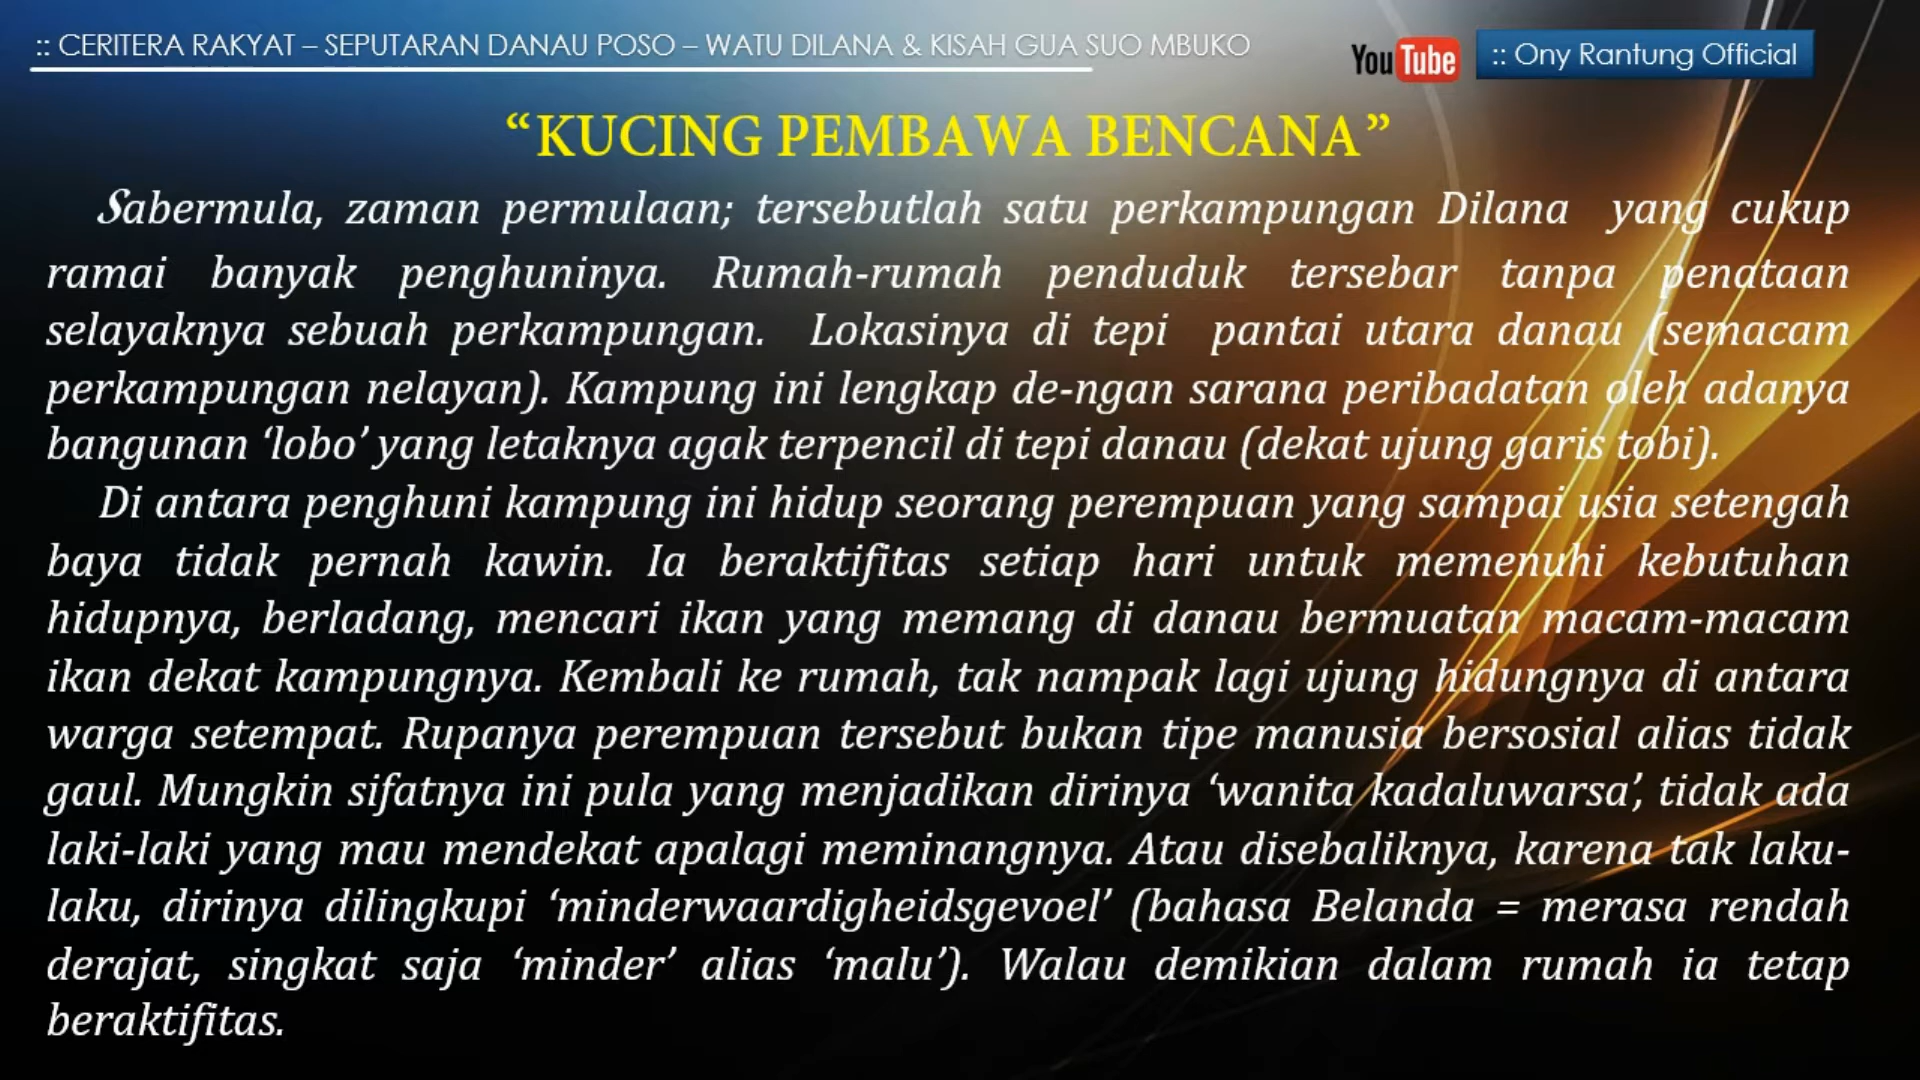 :: CERITERA RAKYAT – SEPUTARAN DANAU POSO – WATU DILANA & KISAH GUA SUO MBUKO
YouTube
:: Ony Rantung Official
“KUCING PEMBAWA BENCANA”
Sabermula, zaman permulaan; tersebutlah satu perkampungan Dilana yang cukup
ramai banyak penghuninya. Rumah-rumah penduduk tersebar tanpa penataan
selayaknya sebuah perkampungan. Lokasinya di tepi pantai utara danau (semacam
perkampungan nelayan). Kampung ini lengkap de-ngan sarana peribadatan oleh adanya
bangunan ‘lobo’ yang letaknya agak terpencil di tepi danau (dekat ujung garis tobi).
Di antara penghuni kampung ini hidup seorang perempuan yang sampai usia setengah
baya tidak pernah kawin. Ia beraktifitas setiap hari untuk memenuhi kebutuhan
hidupnya, berladang, mencari ikan yang memang di danau bermuatan macam-macam
ikan dekat kampungnya. Kembali ke rumah, tak nampak lagi ujung hidungnya di antara
warga setempat. Rupanya perempuan tersebut bukan tipe manusia bersosial alias tidak
gaul. Mungkin sifatnya ini pula yang menjadikan dirinya ‘wanita kadaluwarsa’, tidak ada
laki-laki yang mau mendekat apalagi meminangnya. Atau disebaliknya, karena tak laku-
laku, dirinya dilingkupi ‘minderwaardigheidsgevoel’ (bahasa Belanda = merasa rendah
derajat, singkat saja ‘minder’ alias ‘malu’). Walau demikian dalam rumah ia tetap
beraktifitas.